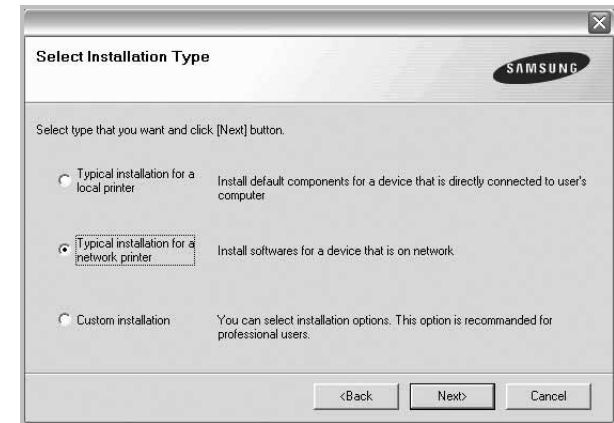 Select Installation Type
SAMSUNG
Select type that you want and click [Next] button.
Typical installation for a
local printer
Install default components for a device that is directly connected to user's
computer
Typical installation for a
network printer
Install softwares for a device that is on network
Custom installation
You can select installation options. This option is recommanded for
professional users.
<Back
Next>
Cancel